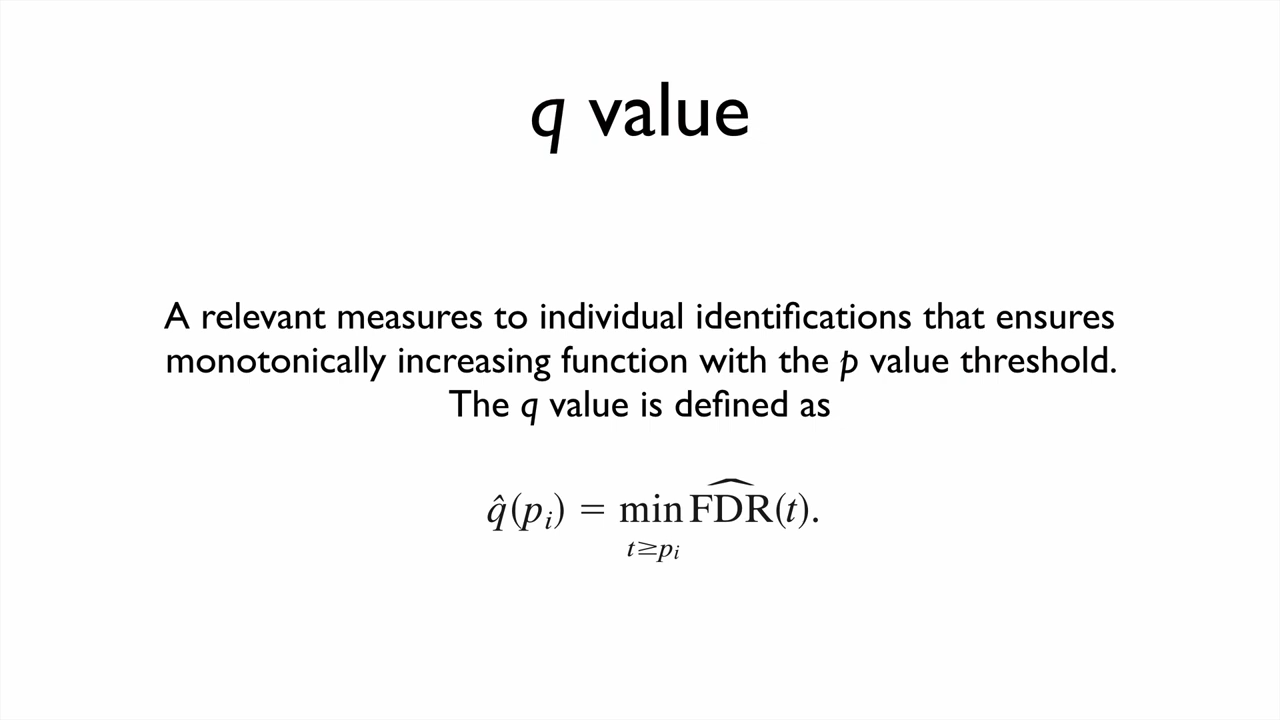 q value
A relevant measures to individual identifications that ensures
monotonically increasing function with the p value threshold.
The q value is defined as
q̂(pᵢ) = min F͡DR(t).
t≥pᵢ